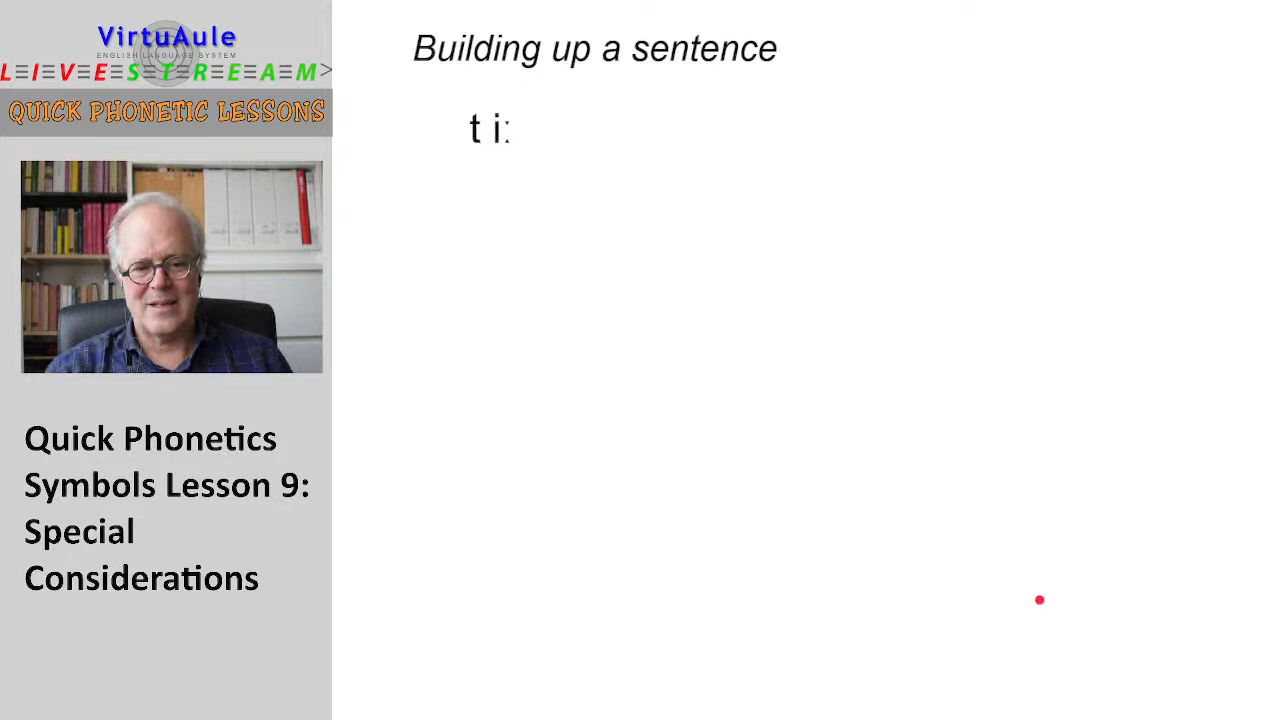 VirtuAule
ENGLISH LANGUAGE SYSTEM
L≡I≡V≡E≡S≡T≡R≡E≡A≡M>
QUICK PHONETIC LESSONS
Building up a sentence
t iː
Quick Phonetics
Symbols Lesson 9:
Special
Considerations